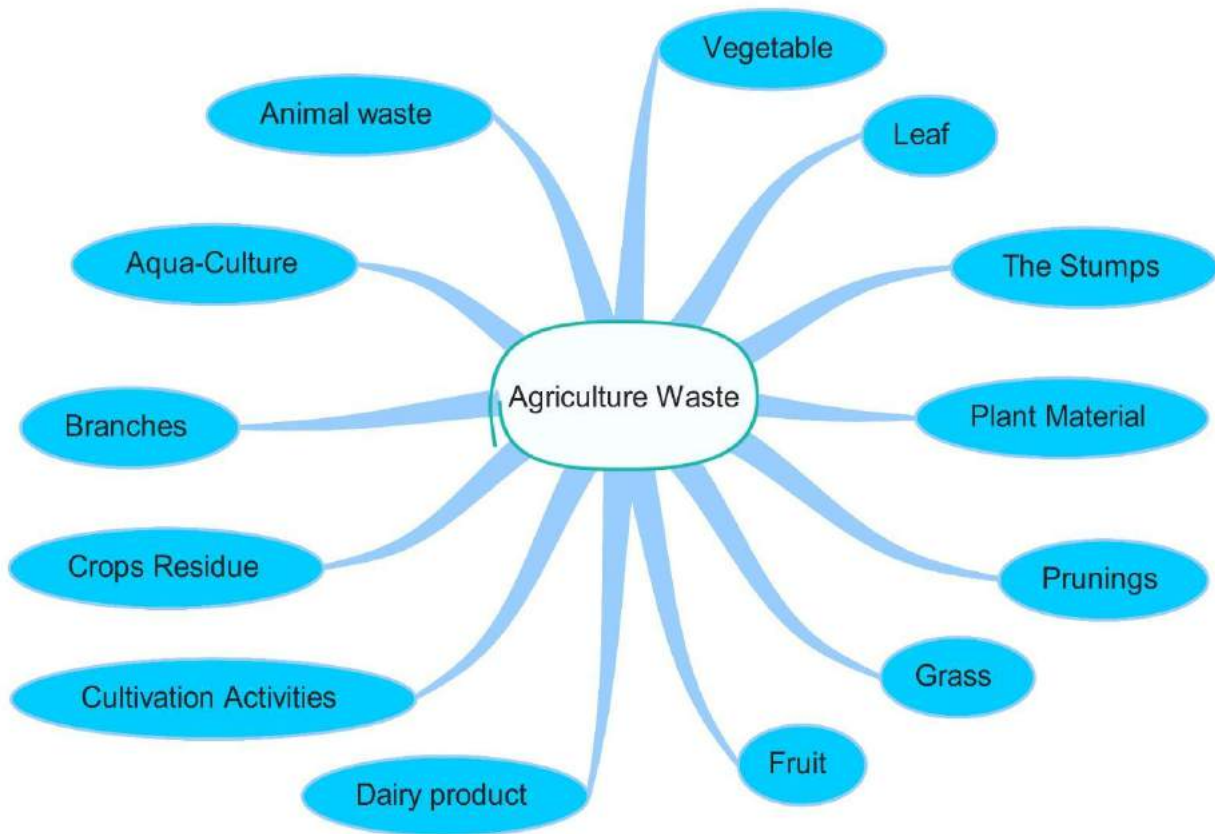 Vegetable
Animal waste
Leaf
Aqua-Culture
The Stumps
Agriculture Waste
Branches
Plant Material
Crops Residue
Prunings
Cultivation Activities
Grass
Dairy product
Fruit